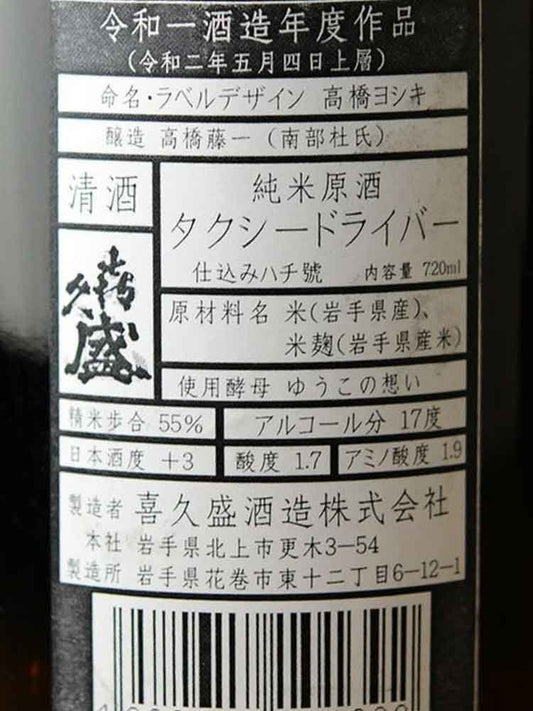 令和一酒造年度作品
(令和二年五月四日上層)
命名・ラベルデザイン 高橋ヨシキ
醸造 高橋藤一 (南部杜氏)
清酒
純米原酒
タクシードライバー
仕込みハチ號 内容量 720ml
喜久盛
原材料名 米(岩手県産)、
米麹(岩手県産米)
使用酵母 ゆうこの想い
精米歩合 55% アルコール分 17度
日本酒度 +3 酸度 1.7 アミノ酸度 1.9
製造者 喜久盛酒造株式会社
本社 岩手県北上市更木3-54
製造所 岩手県花巻市東十二丁目6-12-1